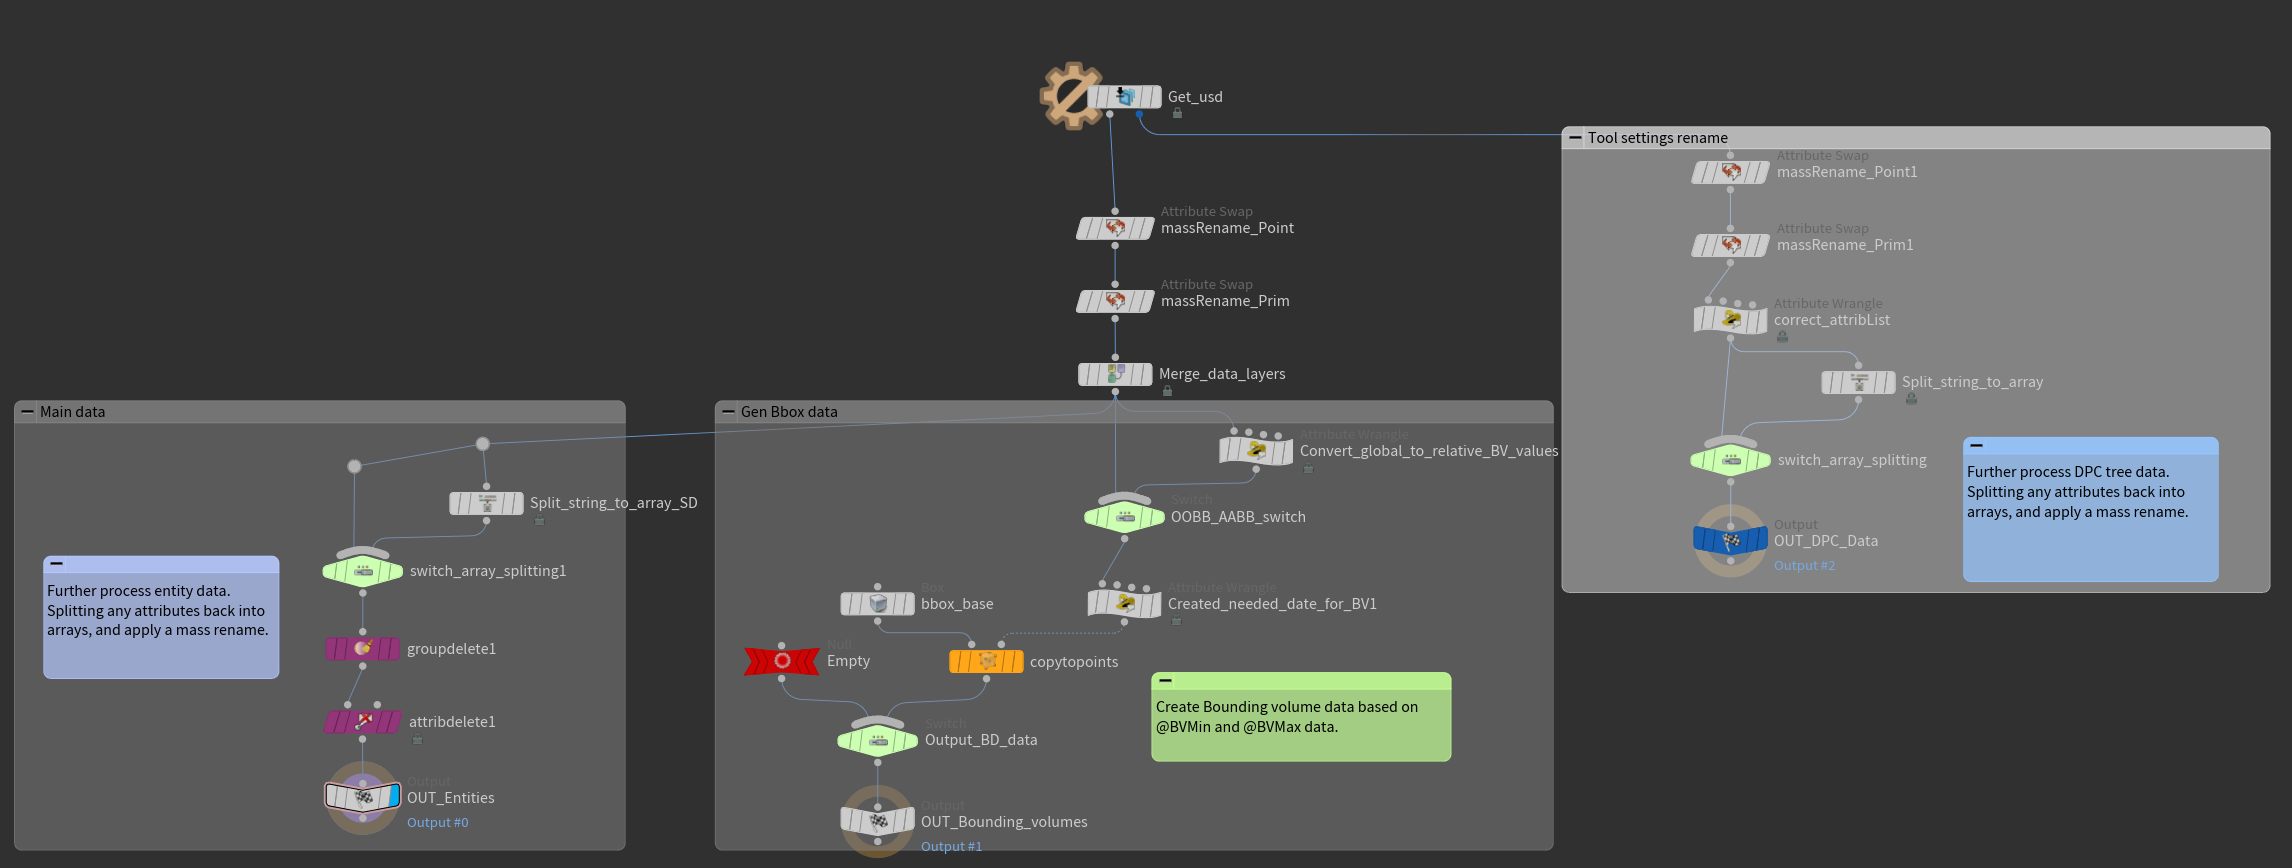 Get_usd
Attribute Swap
massRename_Point
Attribute Swap
massRename_Prim
Merge_data_layers
Tool settings rename
Attribute Swap
massRename_Point1
Attribute Swap
massRename_Prim1
Attribute Wrangle
correct_attribList
Split_string_to_array
switch_array_splitting
Output
OUT_DPC_Data
Output #2
Further process DPC tree data.
Splitting any attributes back into
arrays, and apply a mass rename.
Main data
Split_string_to_array_SD
switch_array_splitting1
Further process entity data.
Splitting any attributes back into
arrays, and apply a mass rename.
groupdelete1
attribdelete1
Output
OUT_Entities
Output #0
Gen Bbox data
Attribute Wrangle
Convert_global_to_relative_BV_values
Switch
OOBB_AABB_switch
Attribute Wrangle
Created_needed_date_for_BV1
Box
bbox_base
Null
Empty
copytopoints
Switch
Output_BD_data
Create Bounding volume data based on
@BVMin and @BVMax data.
Output
OUT_Bounding_volumes
Output #1